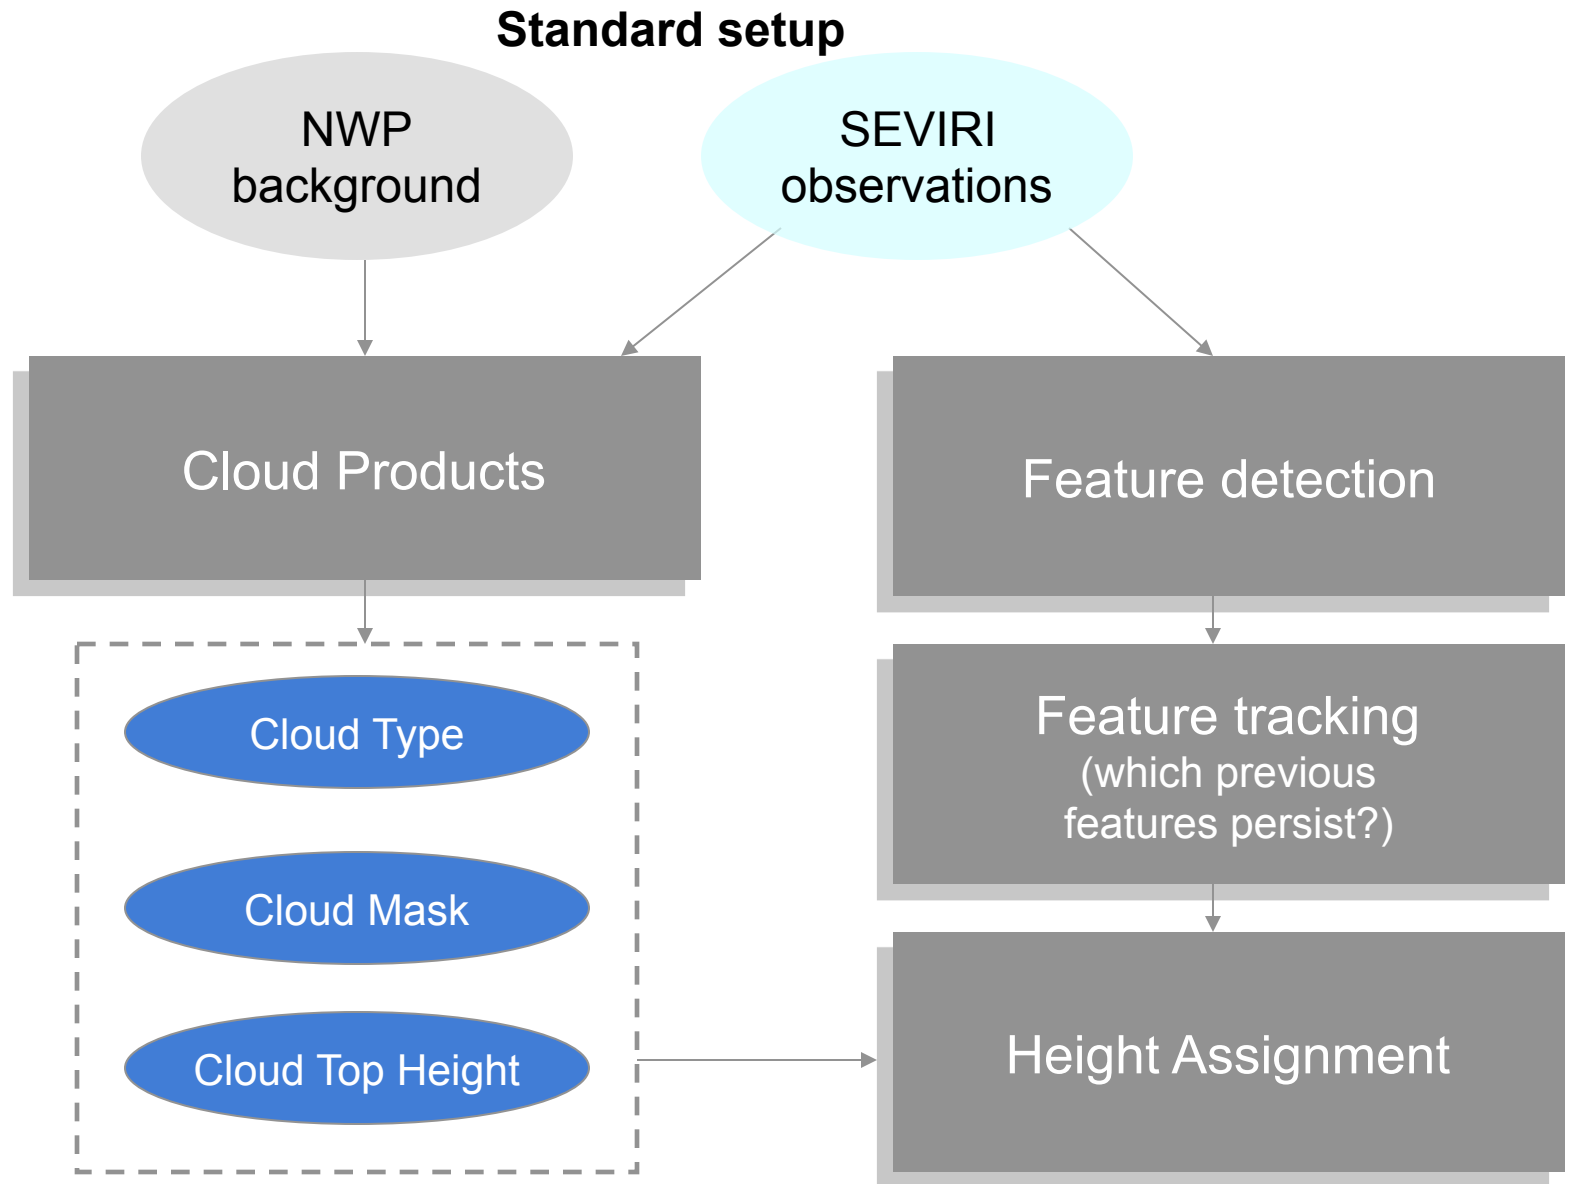 Standard setup
NWP
background
SEVIRI
observations
Cloud Products
Feature detection
Cloud Type
Cloud Mask
Cloud Top Height
Feature tracking
(which previous
features persist?)
Height Assignment